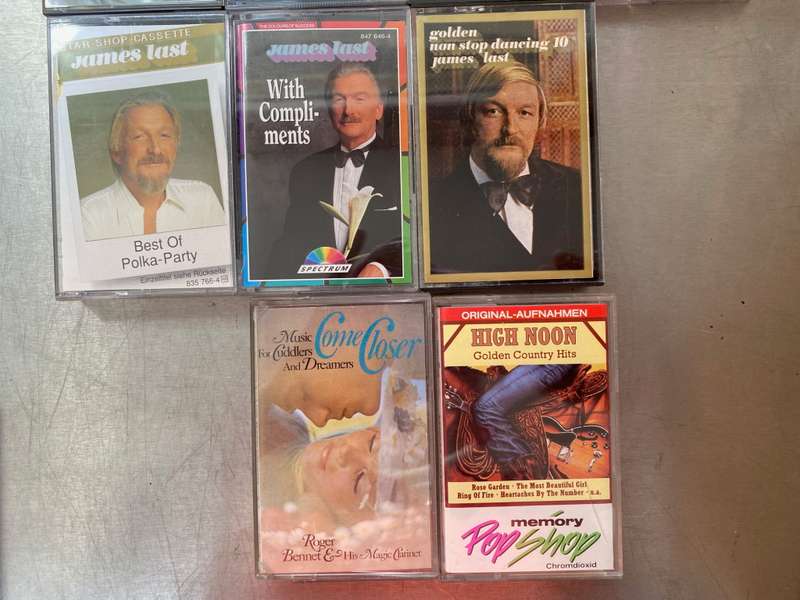 STAR-SHOP-CASSETTE
james last
Best Of
Polka-Party
Einzeltitel siehe Rückseite
835 766-4
THE COLOURS OF SUCCESS
847 646-4
james last
With
Compli-
ments
SPECTRUM
golden
non stop dancing 10
james last
Music
For Cuddlers
And Dreamers
Come Closer
Roger
Bennet & His Magic Clarinet
ORIGINAL-AUFNAHMEN
HIGH NOON
Golden Country Hits
Rose Garden · The Most Beautiful Girl
Ring Of Fire · Heartaches By The Number · u.a.
memory
Pop Shop
Chromdioxid